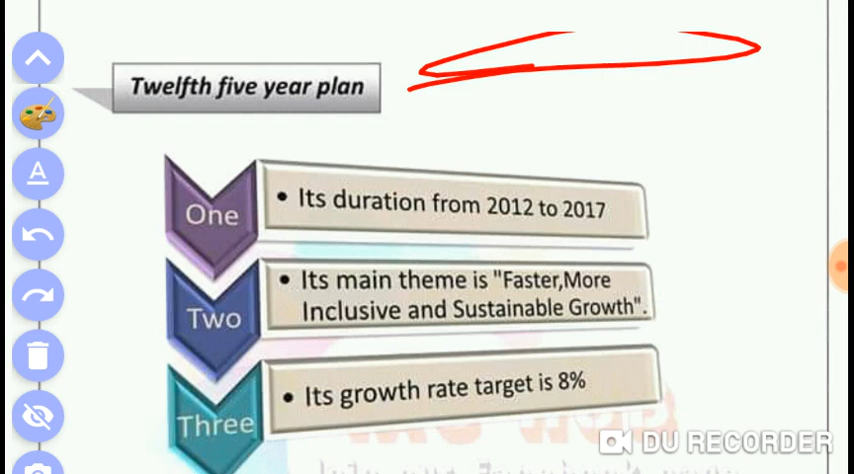 Twelfth five year plan
One
• Its duration from 2012 to 2017
Two
• Its main theme is "Faster,More
Inclusive and Sustainable Growth".
Three
• Its growth rate target is 8%
DU RECORDER
A